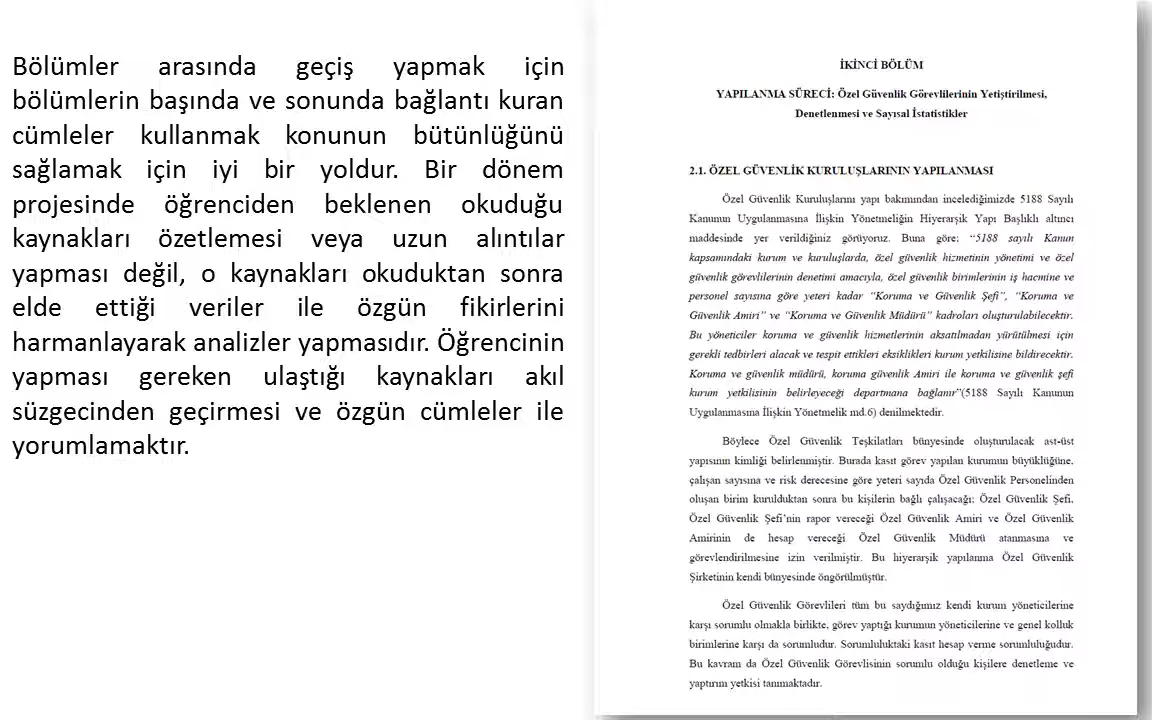 Bölümler arasında geçiş yapmak için
bölümlerin başında ve sonunda bağlantı kuran
cümleler kullanmak konunun bütünlüğünü
sağlamak için iyi bir yoldur. Bir dönem
projesinde öğrenciden beklenen okuduğu
kaynakları özetlemesi veya uzun alıntılar
yapması değil, o kaynakları okuduktan sonra
elde ettiği veriler ile özgün fikirlerini
harmanlayarak analizler yapmasıdır. Öğrencinin
yapması gereken ulaştığı kaynakları akıl
süzgecinden geçirmesi ve özgün cümleler ile
yorumlamaktır.
İKİNCİ BÖLÜM
YAPILANMA SÜRECİ: Özel Güvenlik Görevlilerinin Yetiştirilmesi,
Denetlenmesi ve Sayısal İstatistikler
2.1. ÖZEL GÜVENLİK KURULUŞLARININ YAPILANMASI
Özel Güvenlik Kuruluşlarını yapı bakımından incelediğimizde 5188 Sayılı
Kanunun Uygulanmasına İlişkin Yönetmeliğin Hiyerarşik Yapı Başlıklı altıncı
maddesinde yer verildiğiniz görüyoruz. Buna göre; “5188 sayılı Kanun
kapsamındaki kurum ve kuruluşlarda, özel güvenlik hizmetinin yönetimi ve özel
güvenlik görevlilerinin denetimi amacıyla, özel güvenlik birimlerinin iş hacmine ve
personel sayısına göre yeteri kadar “Koruma ve Güvenlik Şefi”, “Koruma ve
Güvenlik Amiri” ve “Koruma ve Güvenlik Müdürü” kadroları oluşturulabilecektir.
Bu yöneticiler koruma ve güvenlik hizmetlerinin aksatılmadan yürütülmesi için
gerekli tedbirleri alacak ve tespit ettikleri eksiklikleri kurum yetkilisine bildirecektir.
Koruma ve güvenlik müdürü, koruma güvenlik Amiri ile koruma ve güvenlik şefi
kurum yetkilisinin belirleyeceği departmana bağlanır”(5188 Sayılı Kanunun
Uygulanmasına İlişkin Yönetmelik md.6) denilmektedir.
Böylece Özel Güvenlik Teşkilatları bünyesinde oluşturulacak ast-üst
yapısının kimliği belirlenmiştir. Burada kasıt görev yapılan kurumun büyüklüğüne,
çalışan sayısına ve risk derecesine göre yeteri sayıda Özel Güvenlik Personelinden
oluşan birim kurulduktan sonra bu kişilerin bağlı çalışacağı; Özel Güvenlik Şefi,
Özel Güvenlik Şefi’nin rapor vereceği Özel Güvenlik Amiri ve Özel Güvenlik
Amirinin de hesap vereceği Özel Güvenlik Müdürü atanmasına ve
görevlendirilmesine izin verilmiştir. Bu hiyerarşik yapılanma Özel Güvenlik
Şirketinin kendi bünyesinde öngörülmüştür.
Özel Güvenlik Görevlileri tüm bu saydığımız kendi kurum yöneticilerine
karşı sorumlu olmakla birlikte, görev yaptığı kurumun yöneticilerine ve genel kolluk
birimlerine karşı da sorumludur. Sorumluluktaki kasıt hesap verme sorumluluğudur.
Bu kavram da Özel Güvenlik Görevlisinin sorumlu olduğu kişilere denetleme ve
yaptırım yetkisi tanımaktadır.